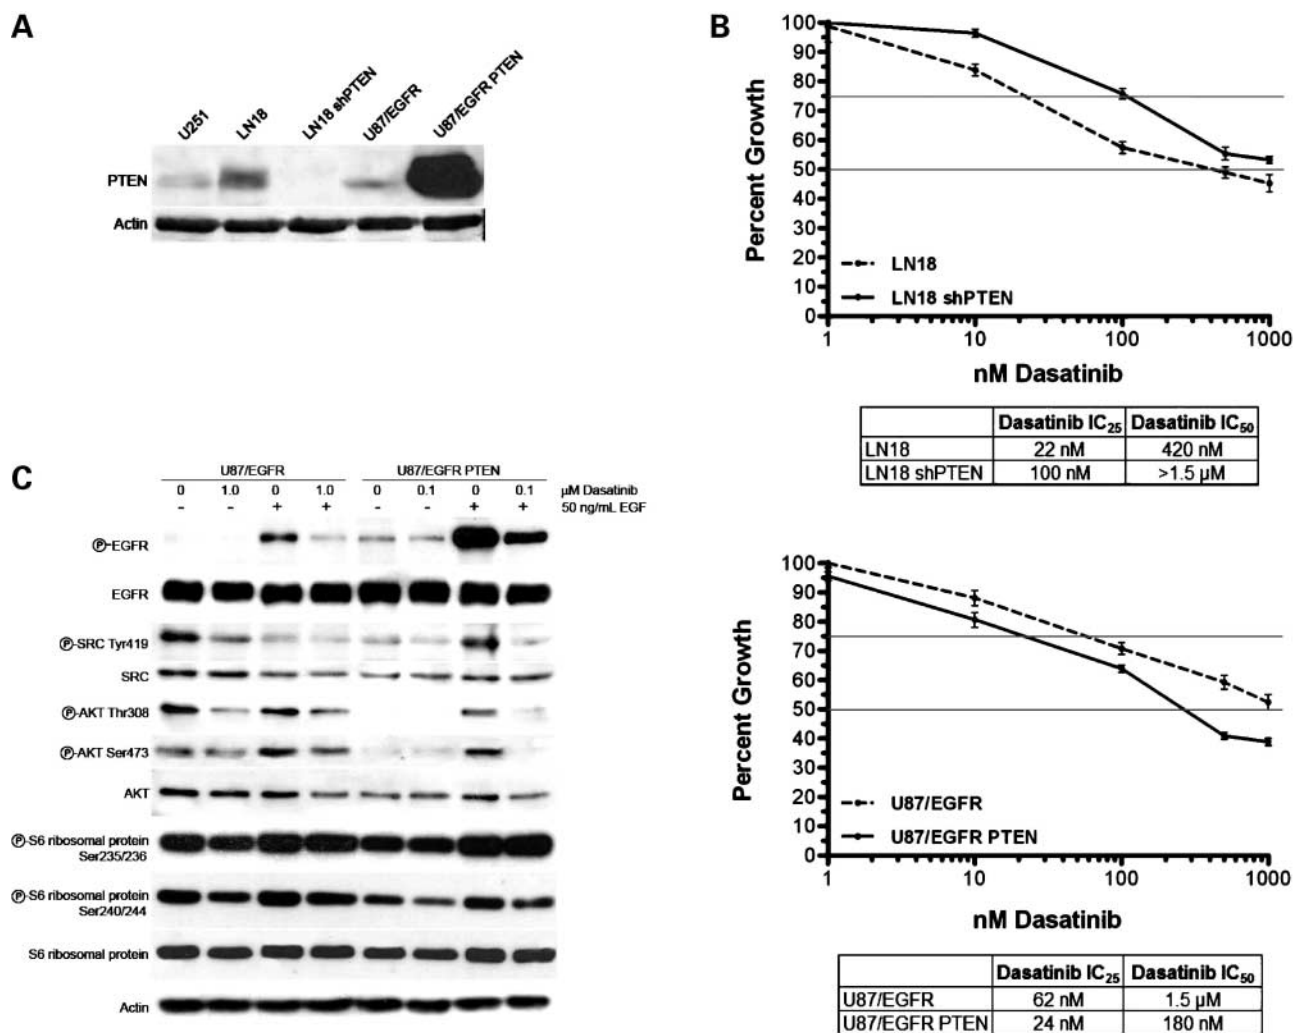 A
U251
LN18
LN18 shPTEN
U87/EGFR
U87/EGFR PTEN
PTEN
Actin
B
100
90
80
70
60
50
40
30
20
10
0
Percent Growth
LN18
LN18 shPTEN
1 10 100 1000
nM Dasatinib
Dasatinib IC25 Dasatinib IC50
LN18 22 nM 420 nM
LN18 shPTEN 100 nM >1.5 µM
C
U87/EGFR U87/EGFR PTEN
0 1.0 0 1.0 0 0.1 0 0.1 µM Dasatinib
- - + + - - + + 50 ng/mL EGF
Ⓟ-EGFR
EGFR
Ⓟ-SRC Tyr419
SRC
Ⓟ-AKT Thr308
Ⓟ-AKT Ser473
AKT
Ⓟ-S6 ribosomal protein
Ser235/236
Ⓟ-S6 ribosomal protein
Ser240/244
S6 ribosomal protein
Actin
100
90
80
70
60
50
40
30
20
10
0
Percent Growth
U87/EGFR
U87/EGFR PTEN
1 10 100 1000
nM Dasatinib
Dasatinib IC25 Dasatinib IC50
U87/EGFR 62 nM 1.5 µM
U87/EGFR PTEN 24 nM 180 nM